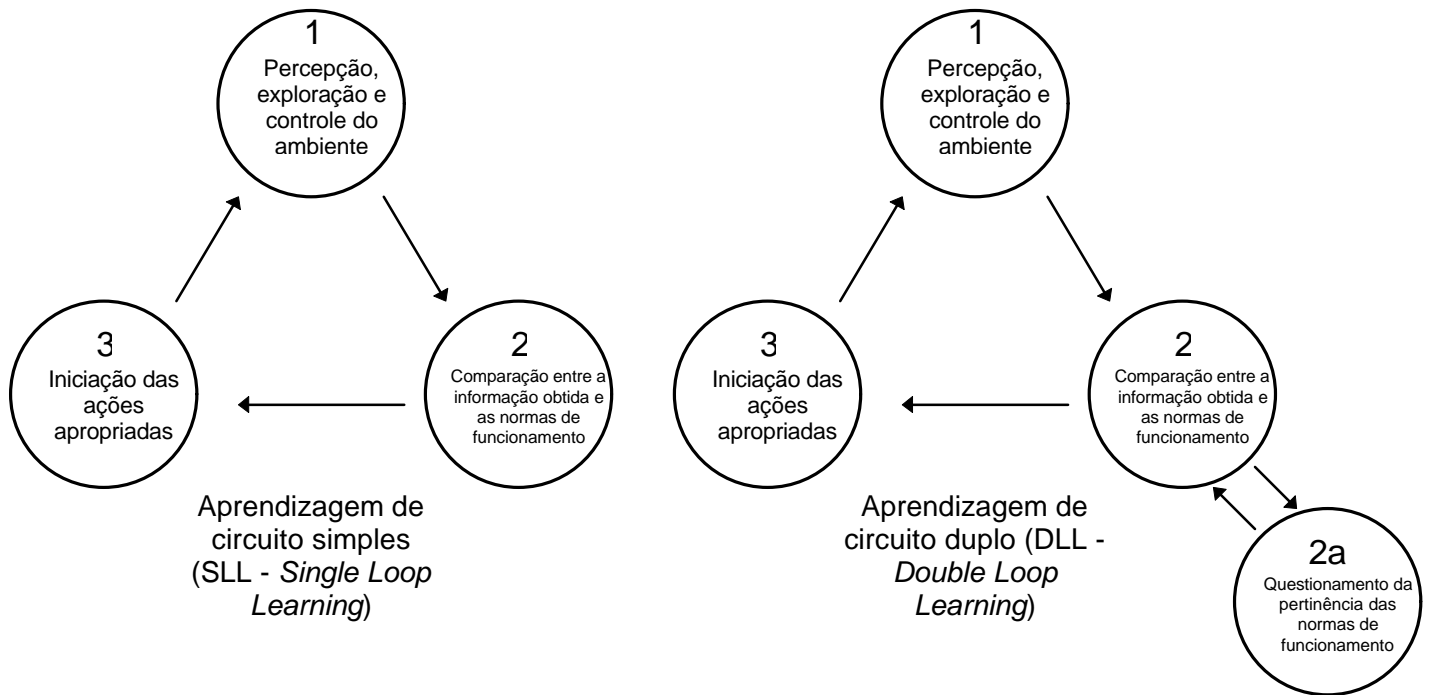 1
Percepção,
exploração e
controle do
ambiente
3
Iniciação das
ações
apropriadas
2
Comparação entre a
informação obtida e
as normas de
funcionamento
Aprendizagem de
circuito simples
(SLL - Single Loop
Learning)
1
Percepção,
exploração e
controle do
ambiente
3
Iniciação das
ações
apropriadas
2
Comparação entre a
informação obtida e
as normas de
funcionamento
Aprendizagem de
circuito duplo (DLL -
Double Loop
Learning)
2a
Questionamento da
pertinência das
normas de
funcionamento